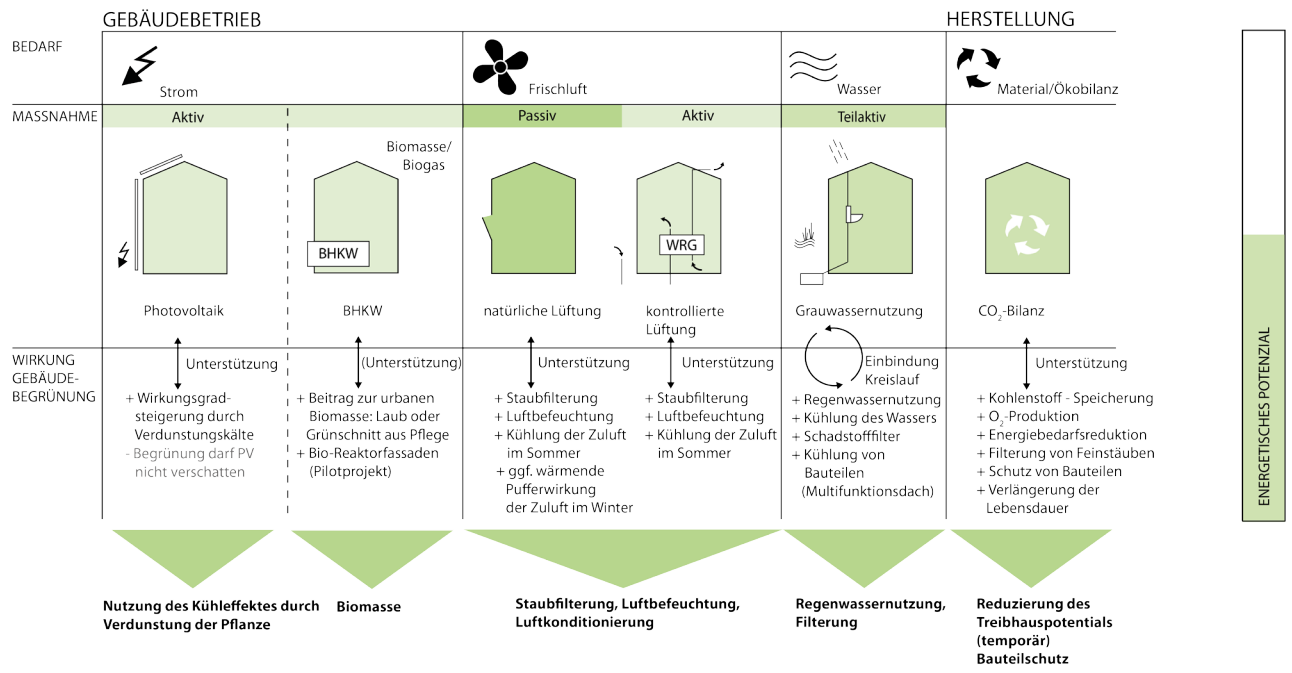 GEBÄUDEBETRIEB
HERSTELLUNG
BEDARF
Strom
Frischluft
Wasser
Material/Ökobilanz
MASSNAHME
Aktiv
Passiv
Aktiv
Teilaktiv
Biomasse/
Biogas
BHKW
WRG
Photovoltaik
BHKW
natürliche Lüftung
kontrollierte
Lüftung
Grauwassernutzung
CO₂-Bilanz
WIRKUNG
GEBÄUDE-
BEGRÜNUNG
Unterstützung
+ Wirkungsgrad-
steigerung durch
Verdunstungskälte
- Begrünung darf PV
nicht verschatten
(Unterstützung)
+ Beitrag zur urbanen
Biomasse: Laub oder
Grünschnitt aus Pflege
+ Bio-Reaktorfassaden
(Pilotprojekt)
Unterstützung
+ Staubfilterung
+ Luftbefeuchtung
+ Kühlung der Zuluft
im Sommer
+ ggf. wärmende
Pufferwirkung
der Zuluft im Winter
Unterstützung
+ Staubfilterung
+ Luftbefeuchtung
+ Kühlung der Zuluft
im Sommer
Einbindung
Kreislauf
+ Regenwassernutzung
+ Kühlung des Wassers
+ Schadstofffilter
+ Kühlung von
Bauteilen
(Multifunktionsdach)
Unterstützung
+ Kohlenstoff - Speicherung
+ O₂-Produktion
+ Energiebedarfsreduktion
+ Filterung von Feinstäuben
+ Schutz von Bauteilen
+ Verlängerung der
Lebensdauer
Nutzung des Kühleffektes durch
Verdunstung der Pflanze
Biomasse
Staubfilterung, Luftbefeuchtung,
Luftkonditionierung
Regenwassernutzung,
Filterung
Reduzierung des
Treibhauspotentials
(temporär)
Bauteilschutz
ENERGETISCHES POTENZIAL